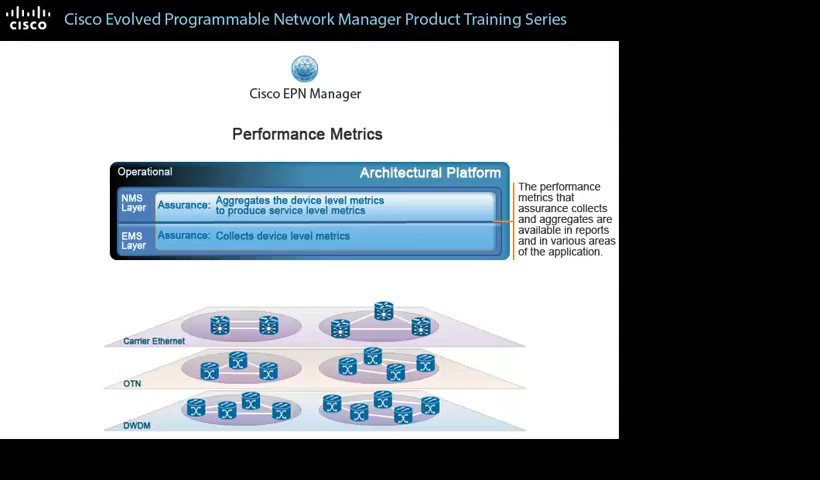 CISCO
Cisco Evolved Programmable Network Manager Product Training Series
Cisco EPN Manager
Performance Metrics
Operational
Architectural Platform
NMS
Layer
Assurance:
Aggregates the device level metrics
to produce service level metrics
EMS
Layer
Assurance:
Collects device level metrics
The performance
metrics that
assurance collects
and aggregates are
available in reports
and in various areas
of the application.
Carrier Ethernet
OTN
DWDM